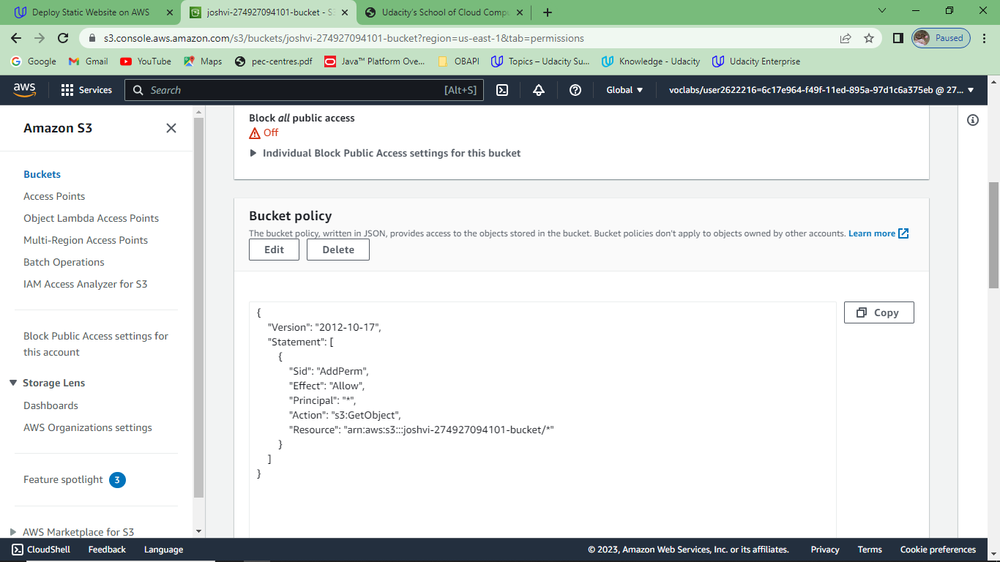 Deploy Static Website on AWS
joshvi-274927094101-bucket - S3
Udacity's School of Cloud Compu
s3.console.aws.amazon.com/s3/buckets/joshvi-274927094101-bucket?region=us-east-1&tab=permissions
Paused
Google
Gmail
YouTube
Maps
pec-centres.pdf
Java™ Platform Ove...
OBAPI
Topics – Udacity Su...
Knowledge - Udacity
Udacity Enterprise
aws
Services
Search
[Alt+S]
Global
voclabs/user2622216=6c17e964-f49f-11ed-895a-97d1c6a375eb @ 27...
Amazon S3
Buckets
Access Points
Object Lambda Access Points
Multi-Region Access Points
Batch Operations
IAM Access Analyzer for S3
Block Public Access settings for
this account
Storage Lens
Dashboards
AWS Organizations settings
Feature spotlight 3
AWS Marketplace for S3
Block all public access
Off
Individual Block Public Access settings for this bucket
Bucket policy
The bucket policy, written in JSON, provides access to the objects stored in the bucket. Bucket policies don't apply to objects owned by other accounts. Learn more
Edit
Delete
Copy
{
"Version": "2012-10-17",
"Statement": [
{
"Sid": "AddPerm",
"Effect": "Allow",
"Principal": "*",
"Action": "s3:GetObject",
"Resource": "arn:aws:s3:::joshvi-274927094101-bucket/*"
}
]
}
CloudShell
Feedback
Language
© 2023, Amazon Web Services, Inc. or its affiliates.
Privacy
Terms
Cookie preferences